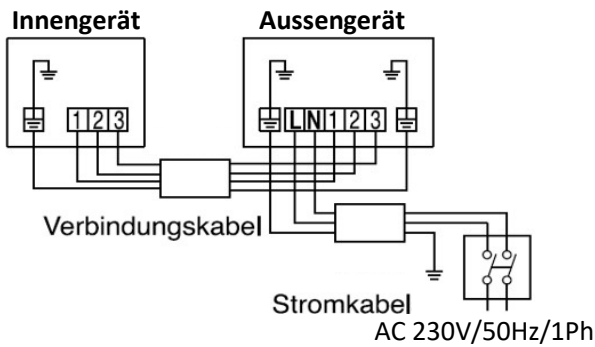 Innengerät
Aussengerät
1 2 3
L N 1 2 3
Verbindungskabel
Stromkabel
AC 230V/50Hz/1Ph